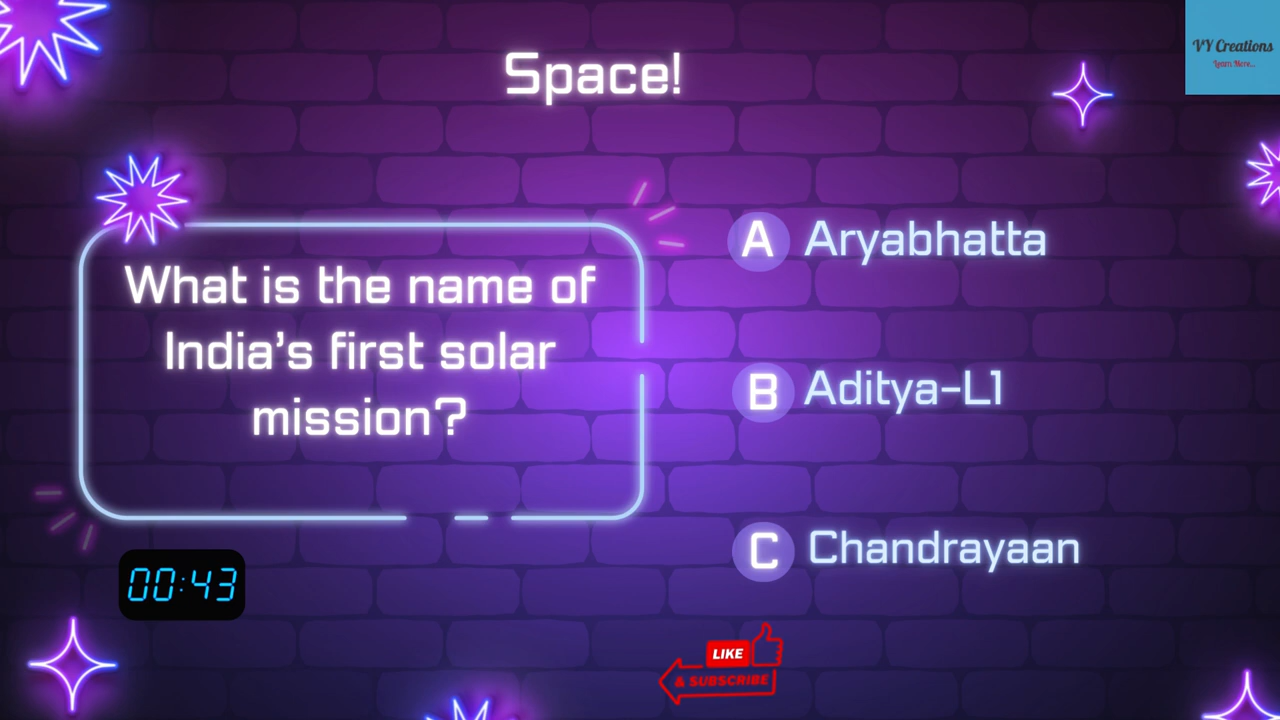 VY Creations
Learn More...
Space!
What is the name of
India's first solar
mission?
A Aryabhatta
B Aditya-L1
C Chandrayaan
00:43
LIKE
& SUBSCRIBE